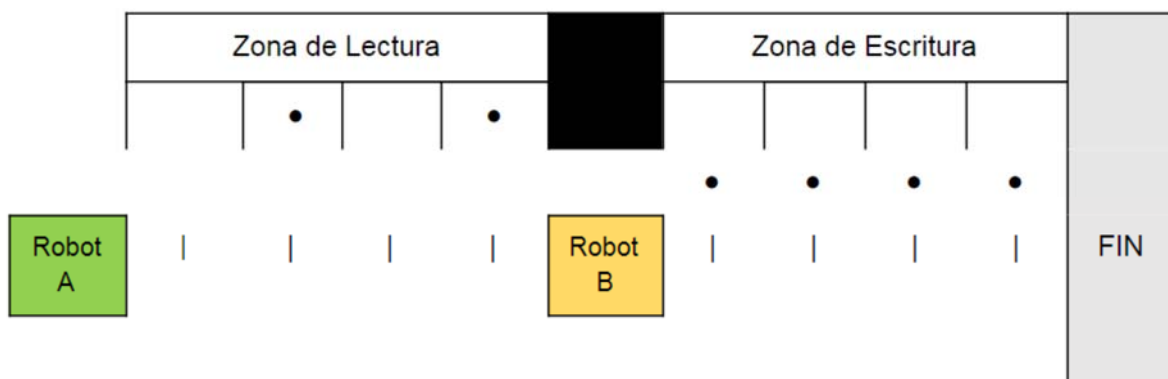 Zona de Lectura
Zona de Escritura
Robot A
| | | |
Robot B
| | | |
FIN